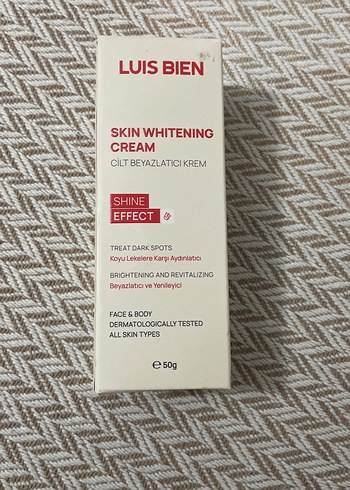 LUIS BIEN
SKIN WHITENING
CREAM
CİLT BEYAZLATICI KREM
SHINE
EFFECT
TREAT DARK SPOTS
Koyu Lekelere Karşı Aydınlatıcı
BRIGHTENING AND REVITALIZING
Beyazlatıcı ve Yenileyici
FACE & BODY
DERMATOLOGICALLY TESTED
ALL SKIN TYPES
℮ 50g